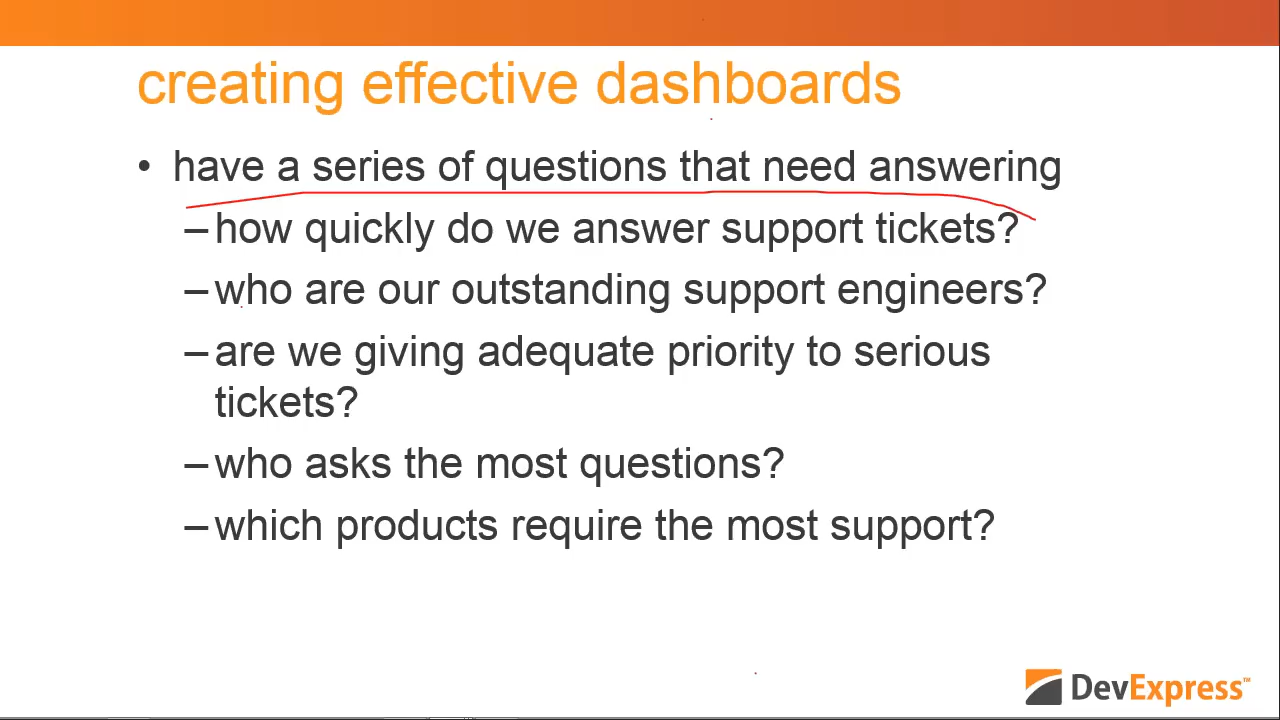 creating effective dashboards
• have a series of questions that need answering
– how quickly do we answer support tickets?
– who are our outstanding support engineers?
– are we giving adequate priority to serious
tickets?
– who asks the most questions?
– which products require the most support?
DevExpress™